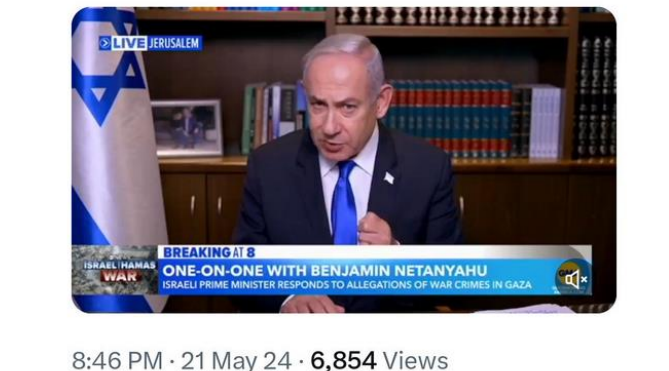 LIVE JERUSALEM
BREAKING AT 8
ISRAEL HAMAS
WAR
ONE-ON-ONE WITH BENJAMIN NETANYAHU
ISRAELI PRIME MINISTER RESPONDS TO ALLEGATIONS OF WAR CRIMES IN GAZA
8:46 PM · 21 May 24 · 6,854 Views